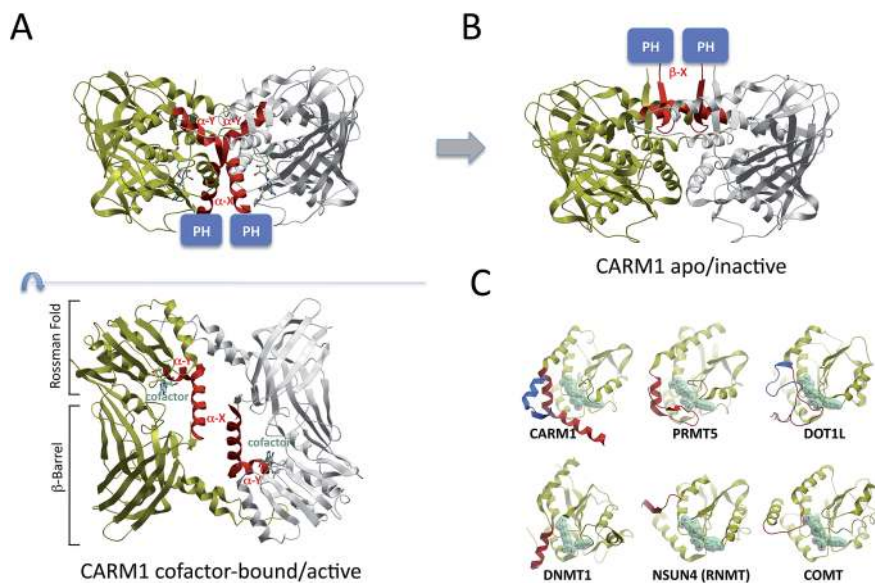 A
α-Y α-Y
α-X
PH PH
B
PH PH
β-X
CARM1 apo/inactive
Rossman Fold
β-Barrel
α-Y
cofactor
α-X
cofactor
α-Y
CARM1 cofactor-bound/active
C
CARM1 PRMT5 DOT1L
DNMT1 NSUN4 (RNMT) COMT